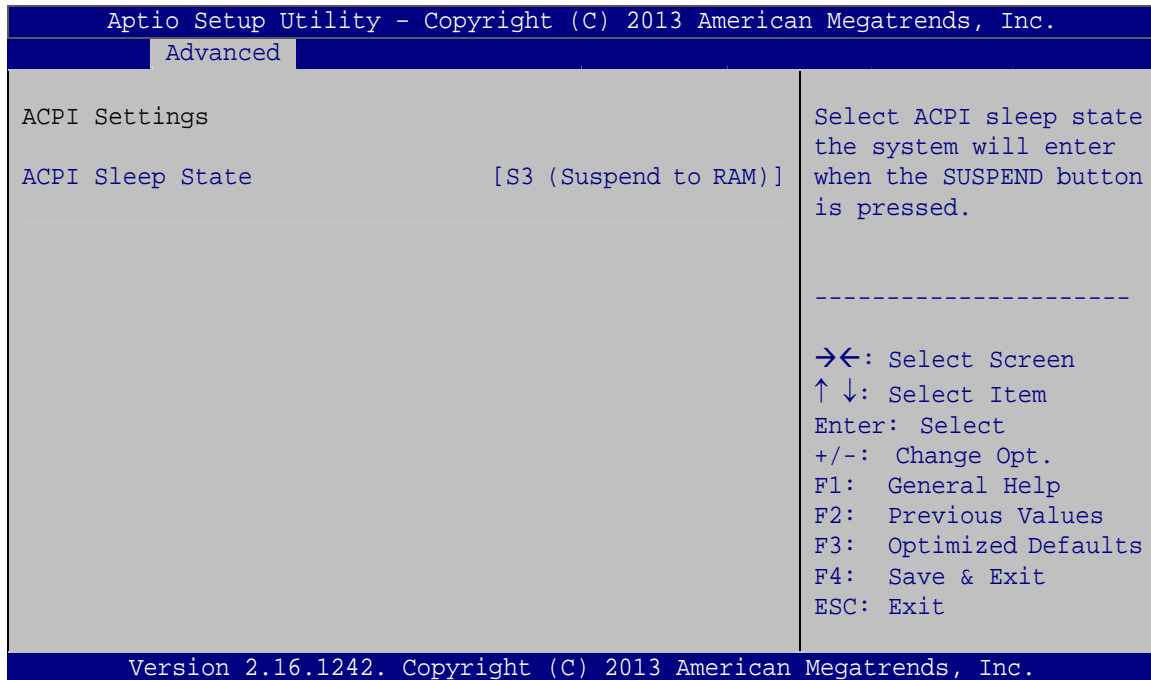 Aptio Setup Utility – Copyright (C) 2013 American Megatrends, Inc.
Advanced
ACPI Settings
ACPI Sleep State [S3 (Suspend to RAM)]
Select ACPI sleep state
the system will enter
when the SUSPEND button
is pressed.
----------------------
→←: Select Screen
↑ ↓: Select Item
Enter: Select
+/-: Change Opt.
F1: General Help
F2: Previous Values
F3: Optimized Defaults
F4: Save & Exit
ESC: Exit
Version 2.16.1242. Copyright (C) 2013 American Megatrends, Inc.